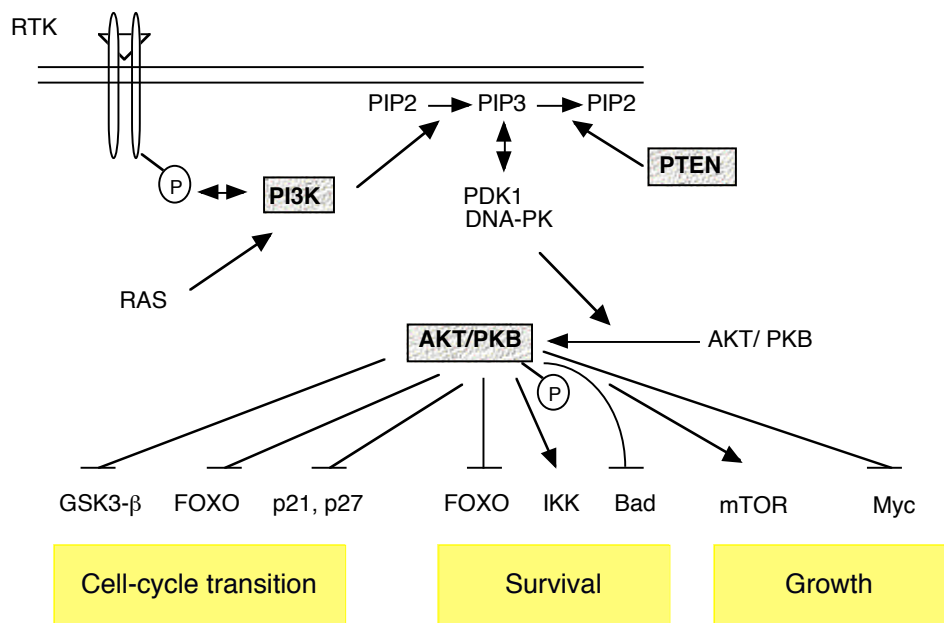 RTK
PIP2 PIP3 PIP2
PTEN
P PI3K
PDK1
DNA-PK
RAS
AKT/PKB AKT/ PKB
P
GSK3-β FOXO p21, p27 FOXO IKK Bad mTOR Myc
Cell-cycle transition Survival Growth